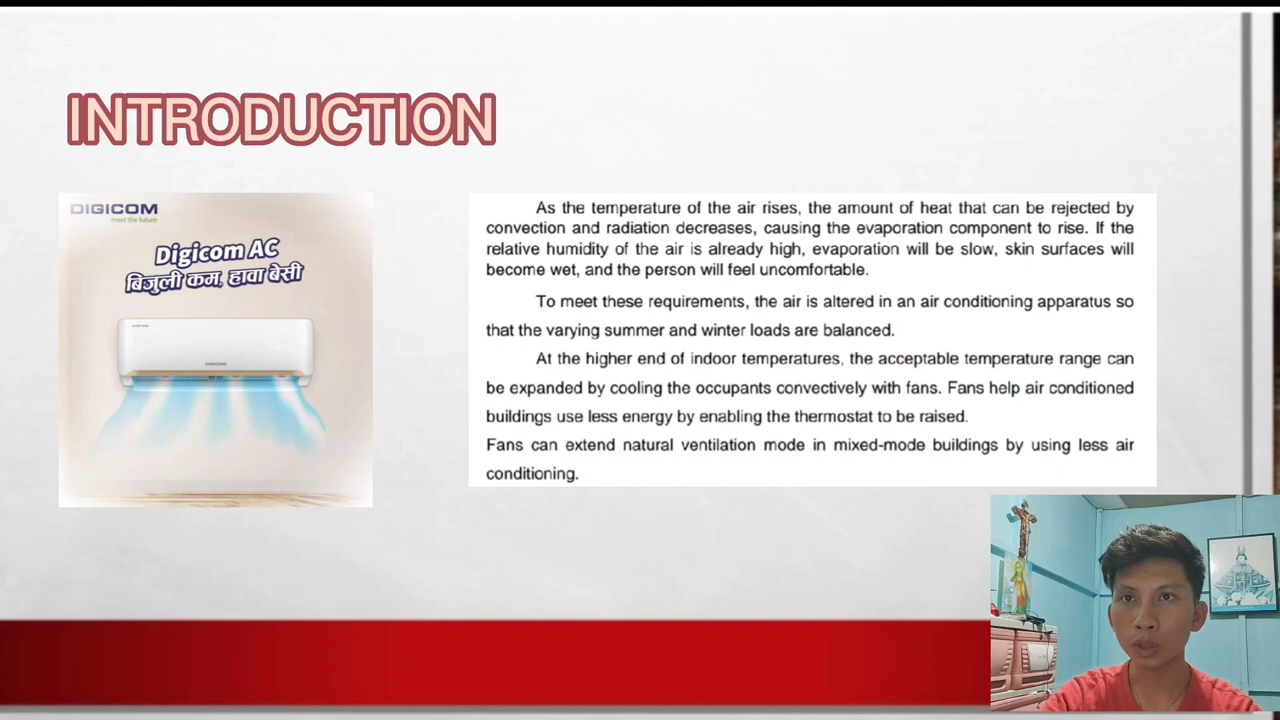 INTRODUCTION
DIGICOM
meet the future
Digicom AC
बिजुली कम, हावा बेसी
As the temperature of the air rises, the amount of heat that can be rejected by
convection and radiation decreases, causing the evaporation component to rise. If the
relative humidity of the air is already high, evaporation will be slow, skin surfaces will
become wet, and the person will feel uncomfortable.
To meet these requirements, the air is altered in an air conditioning apparatus so
that the varying summer and winter loads are balanced.
At the higher end of indoor temperatures, the acceptable temperature range can
be expanded by cooling the occupants convectively with fans. Fans help air conditioned
buildings use less energy by enabling the thermostat to be raised.
Fans can extend natural ventilation mode in mixed-mode buildings by using less air
conditioning.